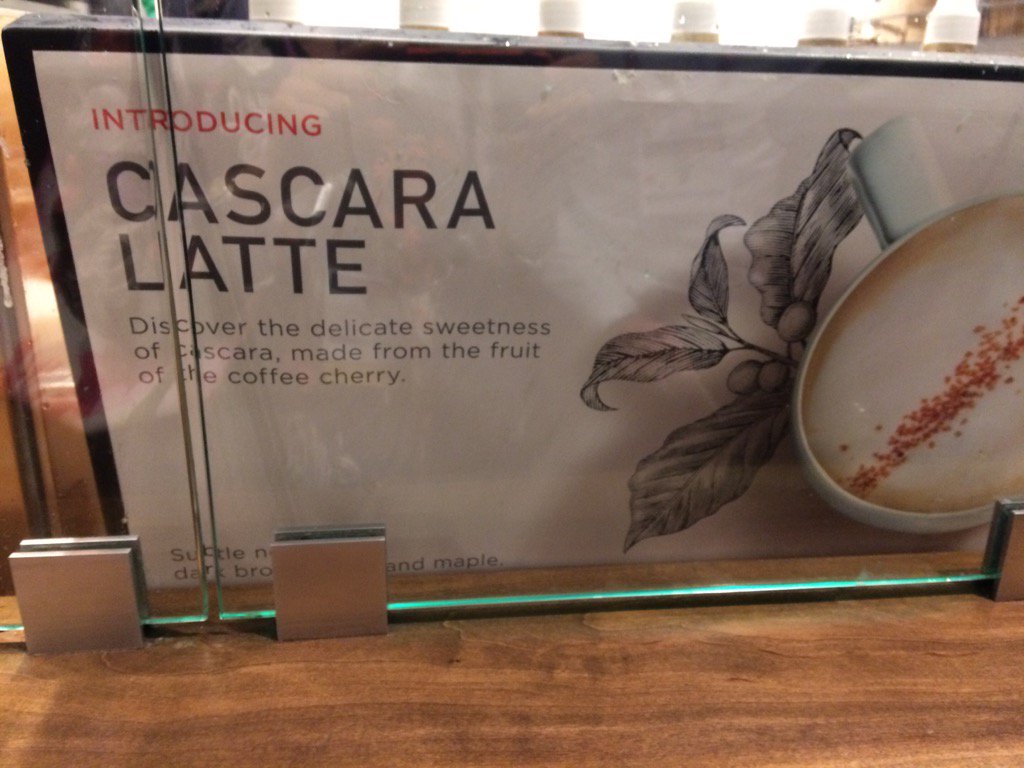 INTRODUCING
CASCARA
LATTE
Discover the delicate sweetness
of cascara, made from the fruit
of the coffee cherry.
Subtle
dark and maple.